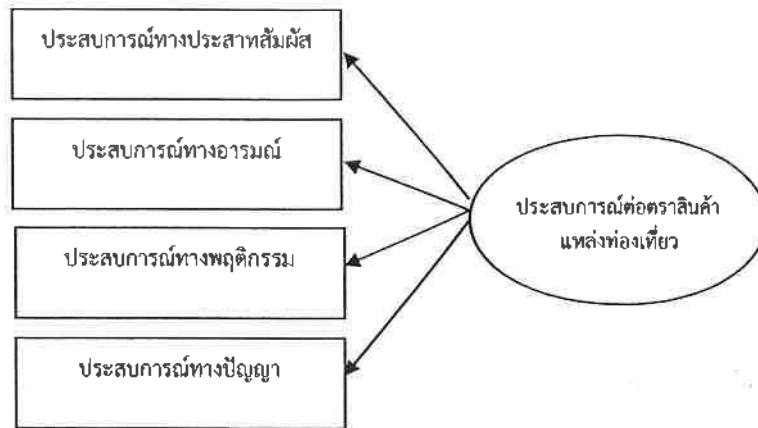 ประสบการณ์ทางประสาทสัมผัส
ประสบการณ์ทางอารมณ์
ประสบการณ์ทางพฤติกรรม
ประสบการณ์ทางปัญญา
ประสบการณ์ต่อตราสินค้า
แหล่งท่องเที่ยว